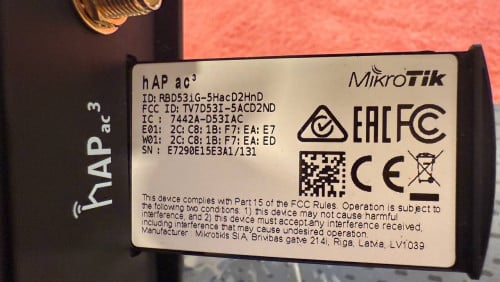 hAP ac³
hAP ac³
MikroTik
ID: RBD53iG-5HacD2HnD
FCC ID: TV7D53I-5ACD2ND
IC : 7442A-D53IAC
E01: 2C:C8:1B:F7:EA:E7
W01: 2C:C8:1B:F7:EA:ED
SN : E7290E15E3A1/131
EAC FC
CE
This device complies with Part 15 of the FCC Rules. Operation is subject to
the following two conditions. 1) this device may not cause harmful
interference, and 2) this device must accept any interference received,
including interference that may cause undesired operation.
Manufacturer: Mikrotikls SIA, Brivibas gatve 214i, Riga, Latvia, LV1039